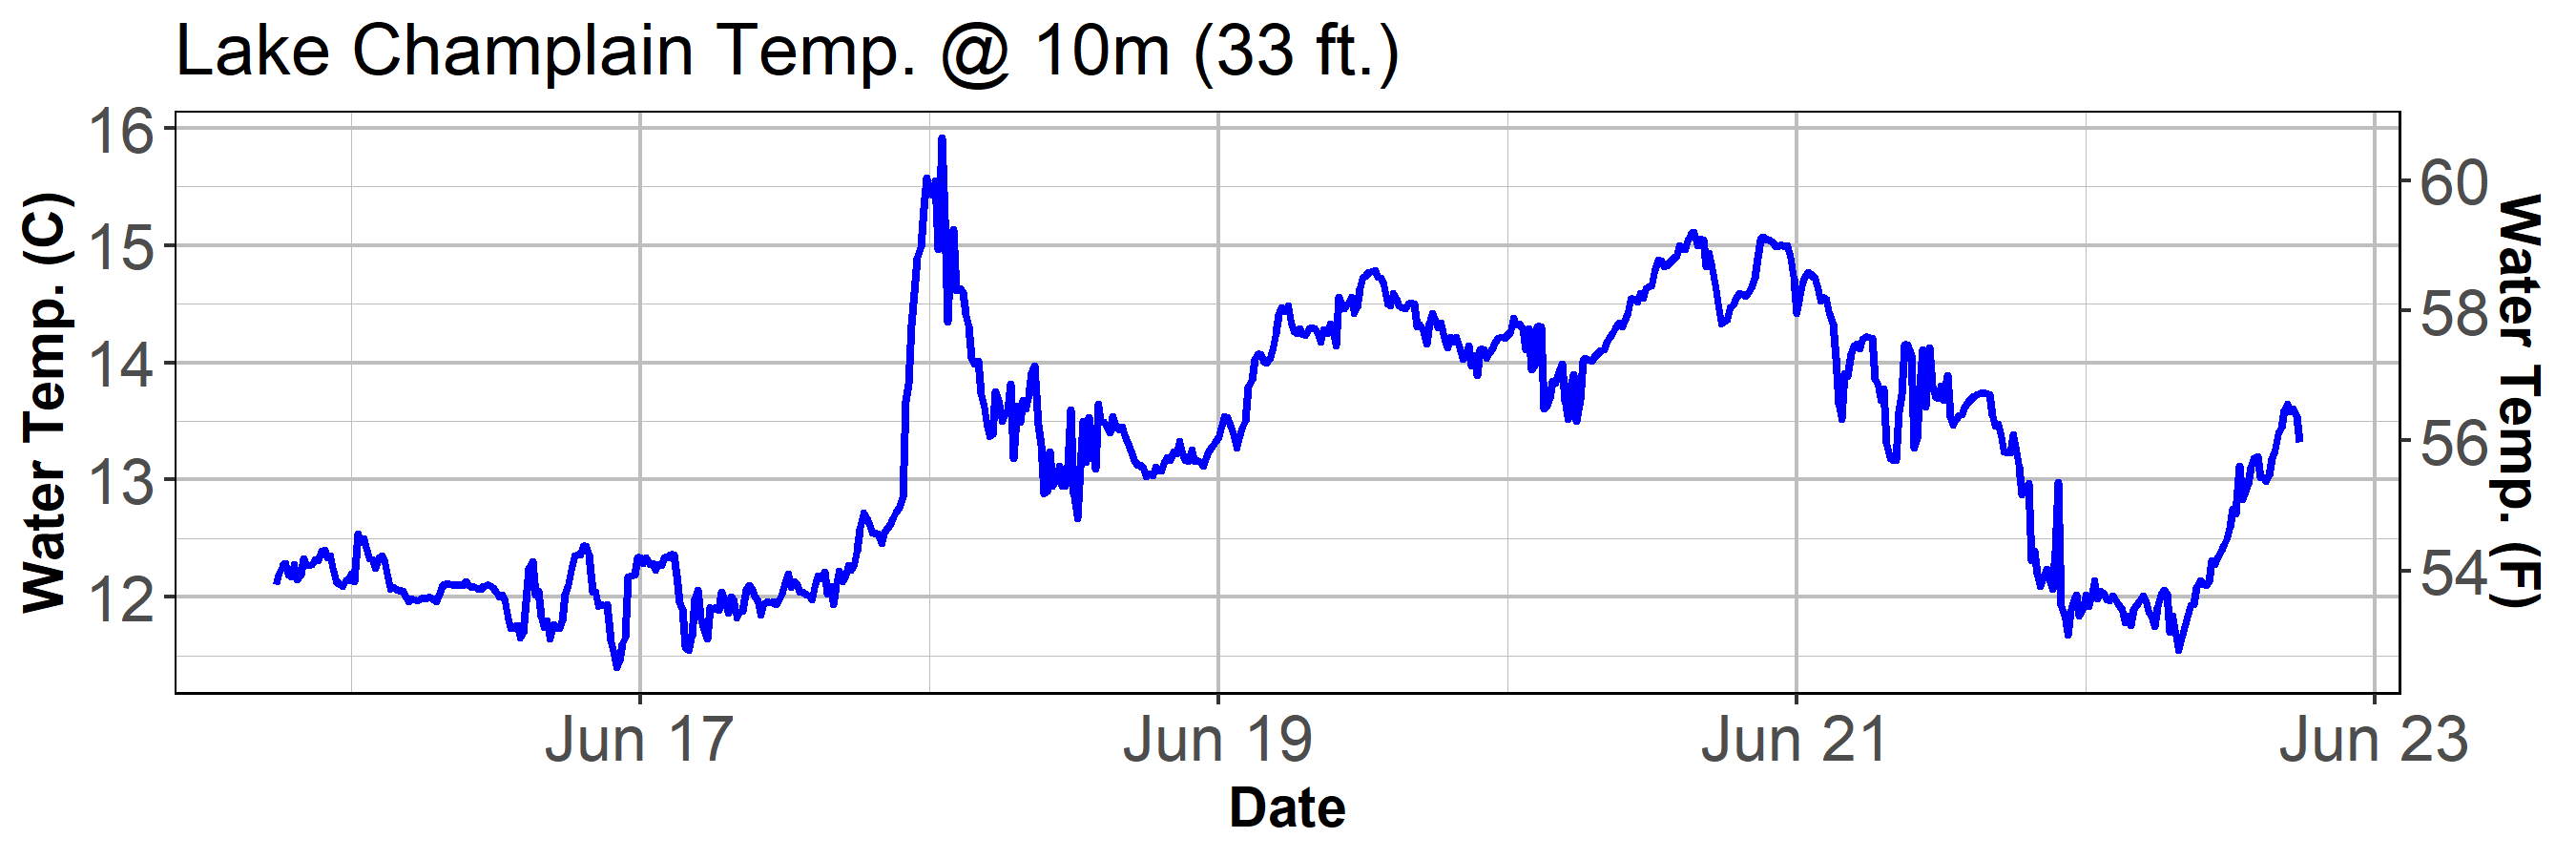 Lake Champlain Temp. @ 10m (33 ft.)
Water Temp. (C)
16
15
14
13
12
60
58
56
54
Water Temp. (F)
Jun 17
Jun 19
Jun 21
Jun 23
Date